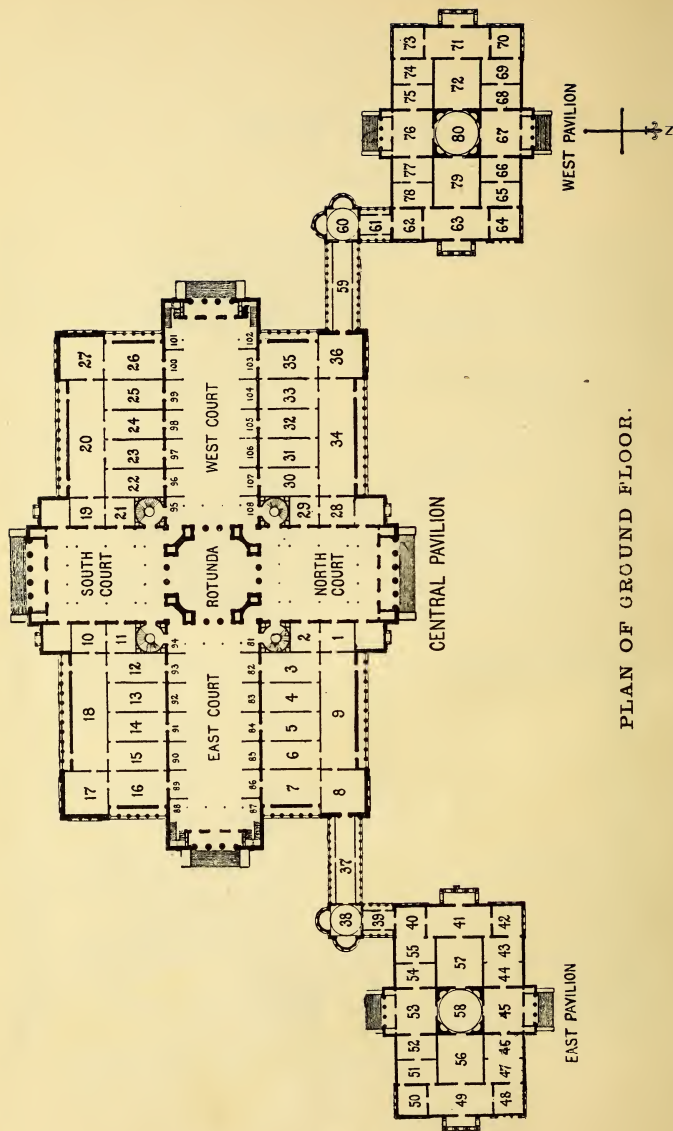 17 18 10 SOUTH COURT 19 20 27
16 15 14 13 12 11 21 22 23 24 25 26
88 89 90 91 92 93 94 95 96 97 98 99 100 101
EAST COURT ROTUNDA WEST COURT
87 86 85 84 83 82 81 108 107 106 105 104 103 102
7 6 5 4 3 2 NORTH COURT 29 30 31 32 33 35
37 8 9 1 28 34 36 59
38 60
39 61
CENTRAL PAVILION
50 51 52 53 54 55 40
49 56 58 57 41
48 47 46 45 44 43 42
EAST PAVILION
62 78 77 76 75 74 73
63 79 80 72 71
64 65 66 67 68 69 70
WEST PAVILION
N
PLAN OF GROUND FLOOR.